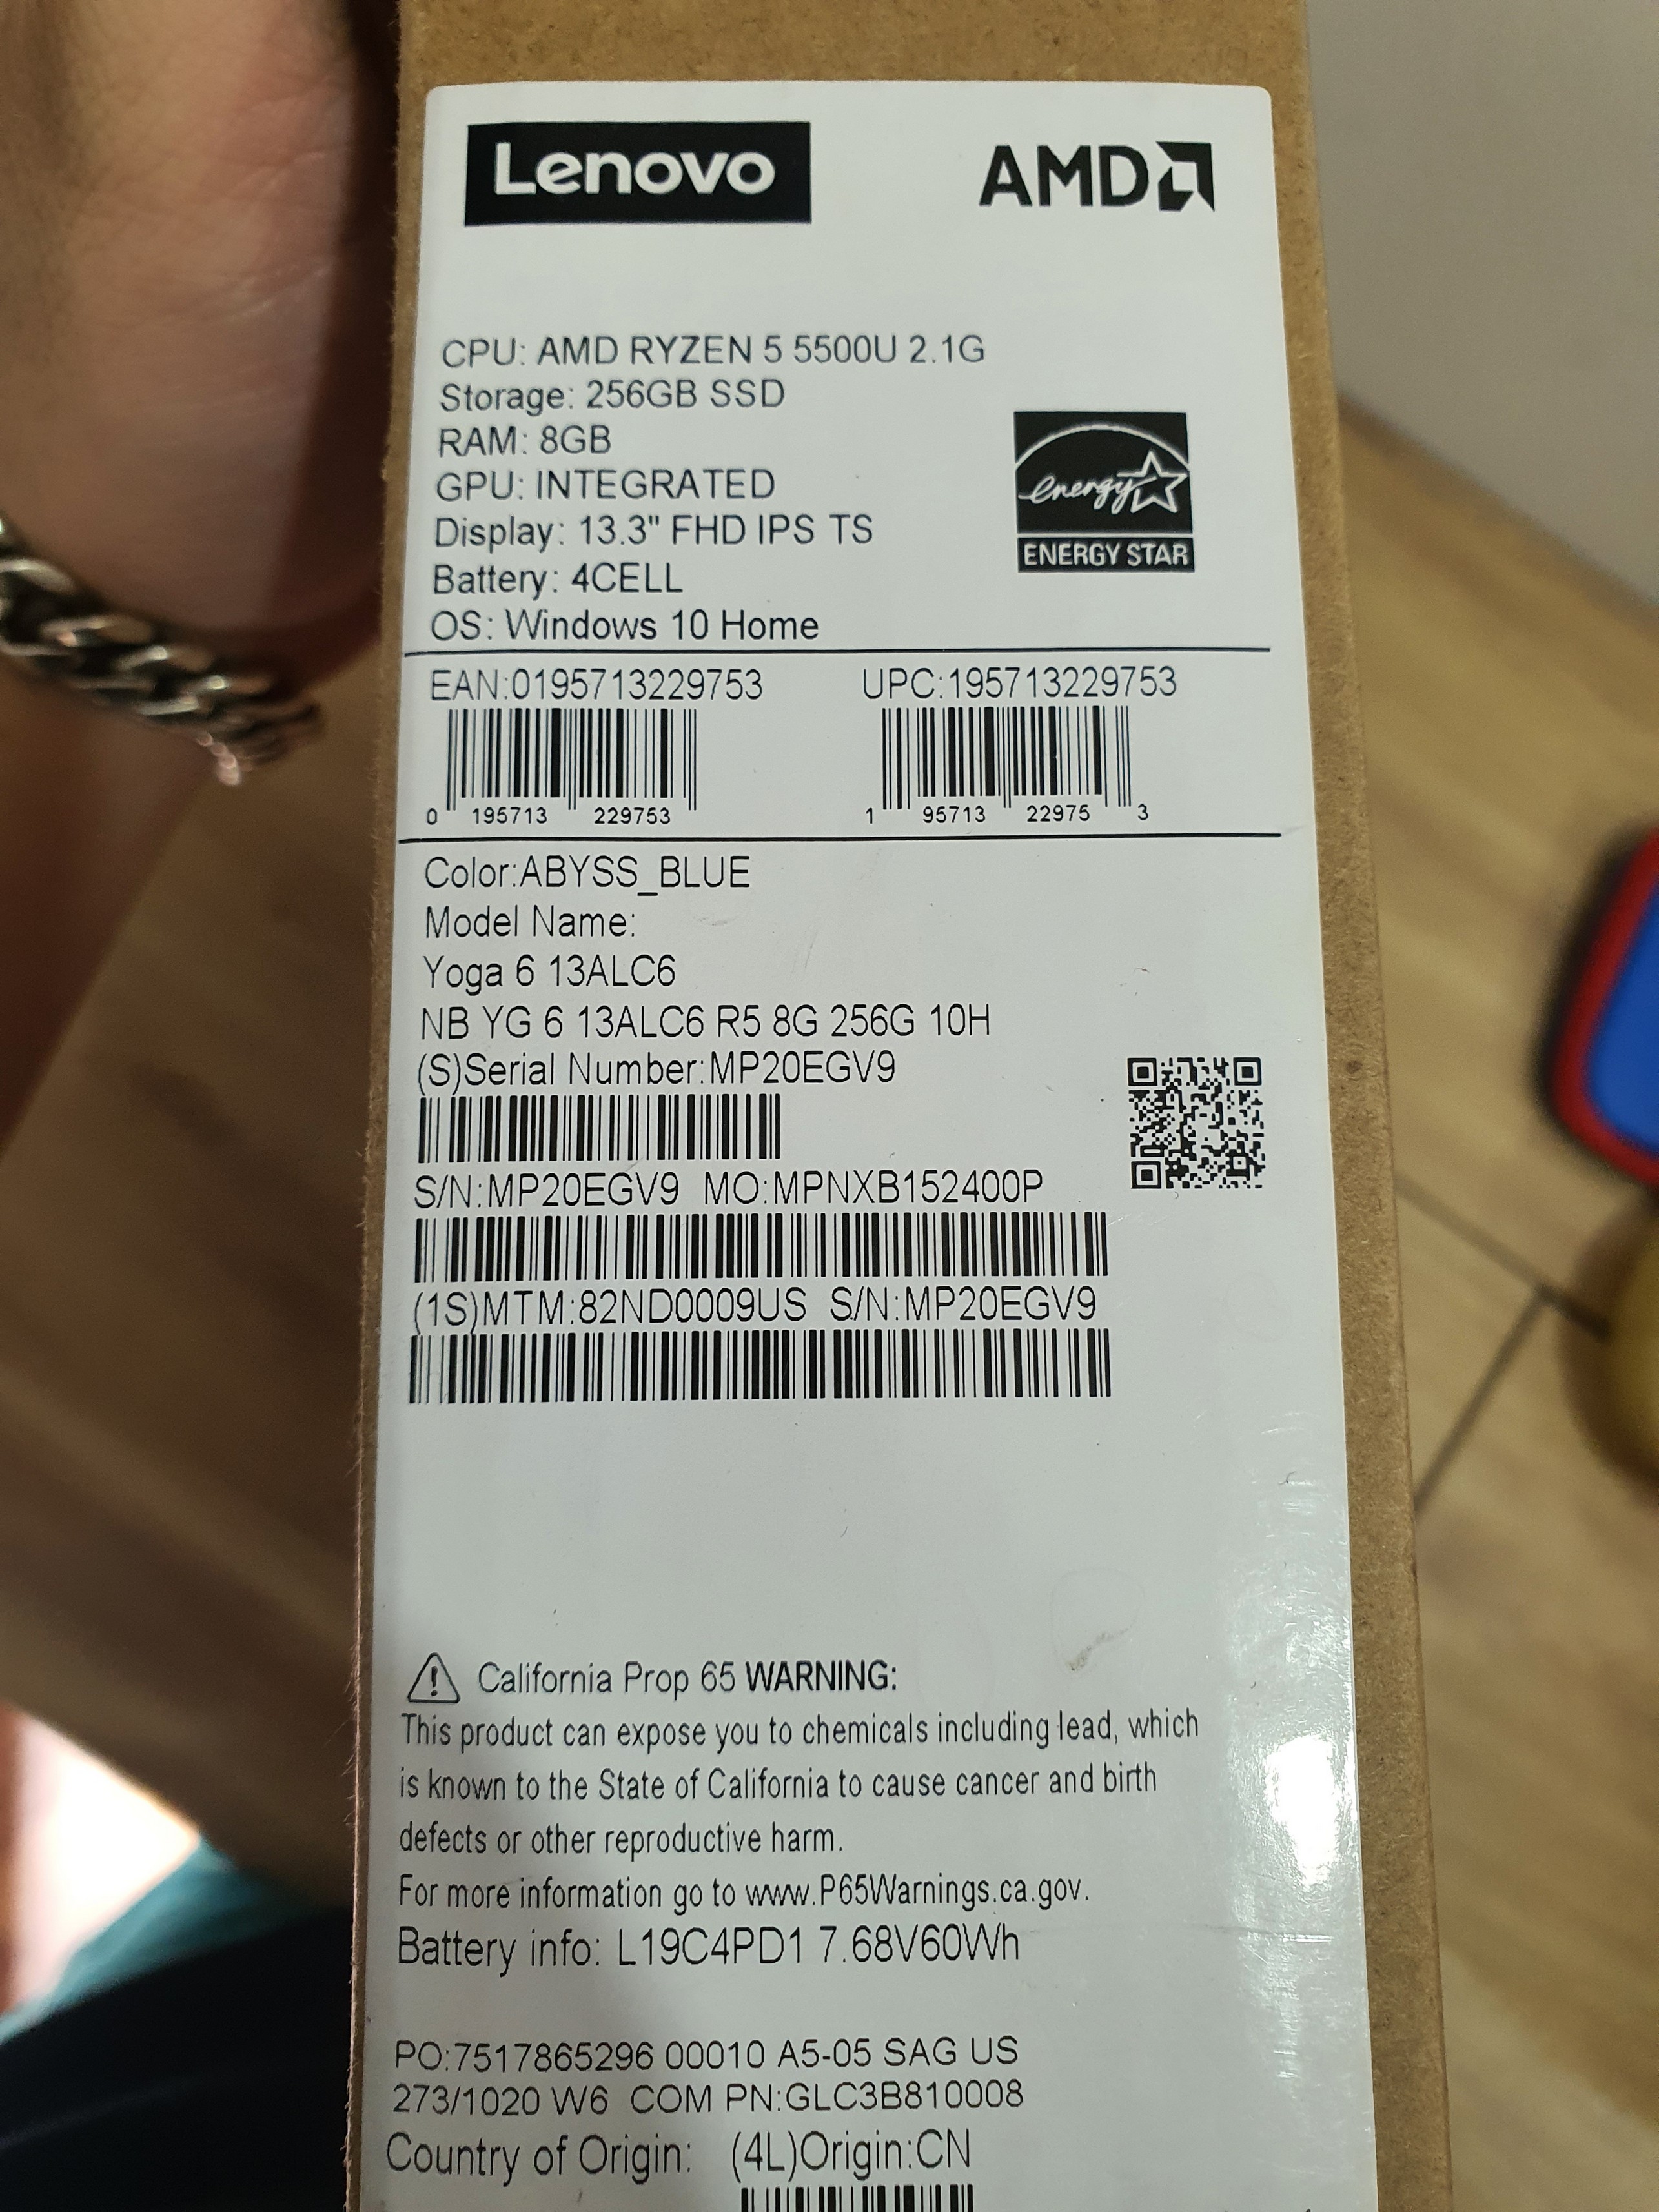 Lenovo AMD
CPU: AMD RYZEN 5 5500U 2.1G
Storage: 256GB SSD
RAM: 8GB
GPU: INTEGRATED
Display: 13.3" FHD IPS TS
Battery: 4CELL
OS: Windows 10 Home
energy
ENERGY STAR
EAN:0195713229753 UPC:195713229753
0 195713 229753 1 95713 22975 3
Color:ABYSS_BLUE
Model Name:
Yoga 6 13ALC6
NB YG 6 13ALC6 R5 8G 256G 10H
(S)Serial Number:MP20EGV9
S/N:MP20EGV9 MO:MPNXB152400P
(1S)MTM:82ND0009US S/N:MP20EGV9
California Prop 65 WARNING:
This product can expose you to chemicals including lead, which
is known to the State of California to cause cancer and birth
defects or other reproductive harm.
For more information go to www.P65Warnings.ca.gov.
Battery info: L19C4PD1 7.68V60Wh
PO:7517865296 00010 A5-05 SAG US
273/1020 W6 COM PN:GLC3B810008
Country of Origin: (4L)Origin:CN